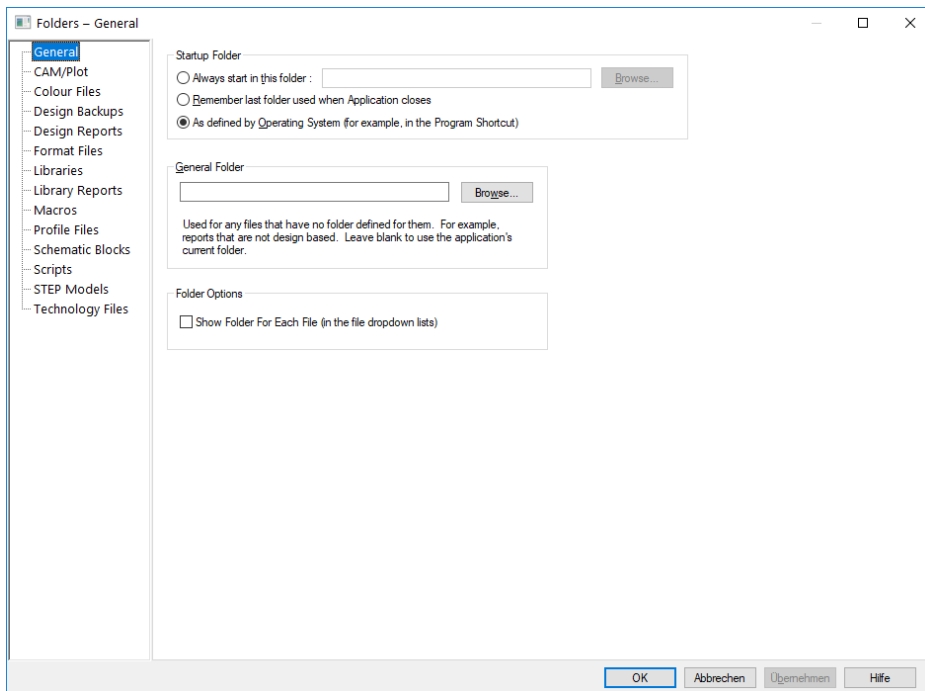 Folders – General
General
CAM/Plot
Colour Files
Design Backups
Design Reports
Format Files
Libraries
Library Reports
Macros
Profile Files
Schematic Blocks
Scripts
STEP Models
Technology Files
Startup Folder
Always start in this folder :
Browse...
Remember last folder used when Application closes
As defined by Operating System (for example, in the Program Shortcut)
General Folder
Browse...
Used for any files that have no folder defined for them. For example,
reports that are not design based. Leave blank to use the application's
current folder.
Folder Options
Show Folder For Each File (in the file dropdown lists)
OK Abbrechen Übernehmen Hilfe